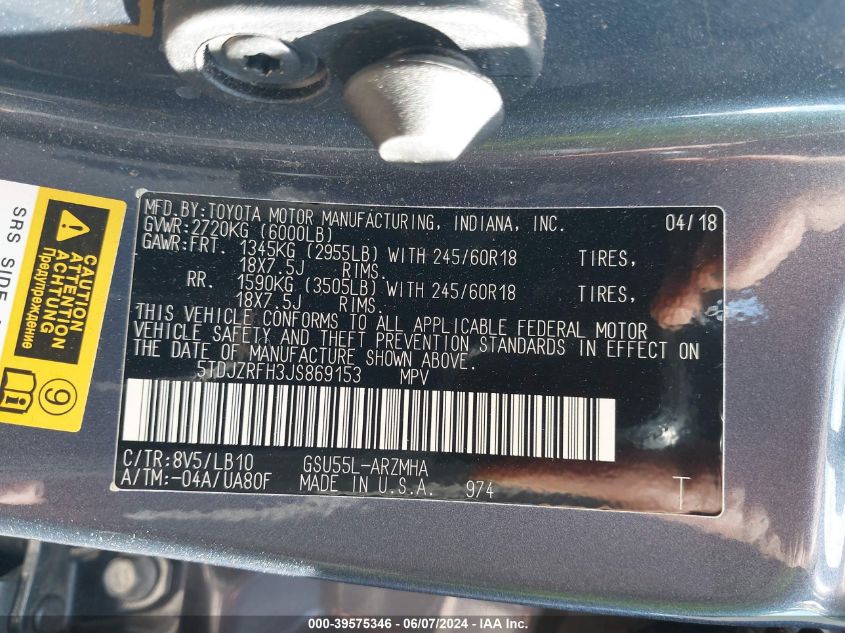 MFD.BY:TOYOTA MOTOR MANUFACTURING, INDIANA, INC. 04/18
GVWR:2720KG (6000LB)
GAWR:FRT. 1345KG (2955LB) WITH 245/60R18 TIRES,
18X7.5J RIMS.
RR. 1590KG (3505LB) WITH 245/60R18 TIRES,
18X7.5J RIMS.
THIS VEHICLE CONFORMS TO ALL APPLICABLE FEDERAL MOTOR
VEHICLE SAFETY AND THEFT PREVENTION STANDARDS IN EFFECT ON
THE DATE OF MANUFACTURE SHOWN ABOVE.
5TDJZRFH3JS869153 MPV
C/TR:8V5/LB10 GSU55L-ARZMHA
A/TM:-04A/UA80F MADE IN U.S.A. 974 T
SRS SIDE
CAUTION
ATTENTION
ACHTUNG
Предупреждение
9
000-39575346 - 06/07/2024 - IAA Inc.